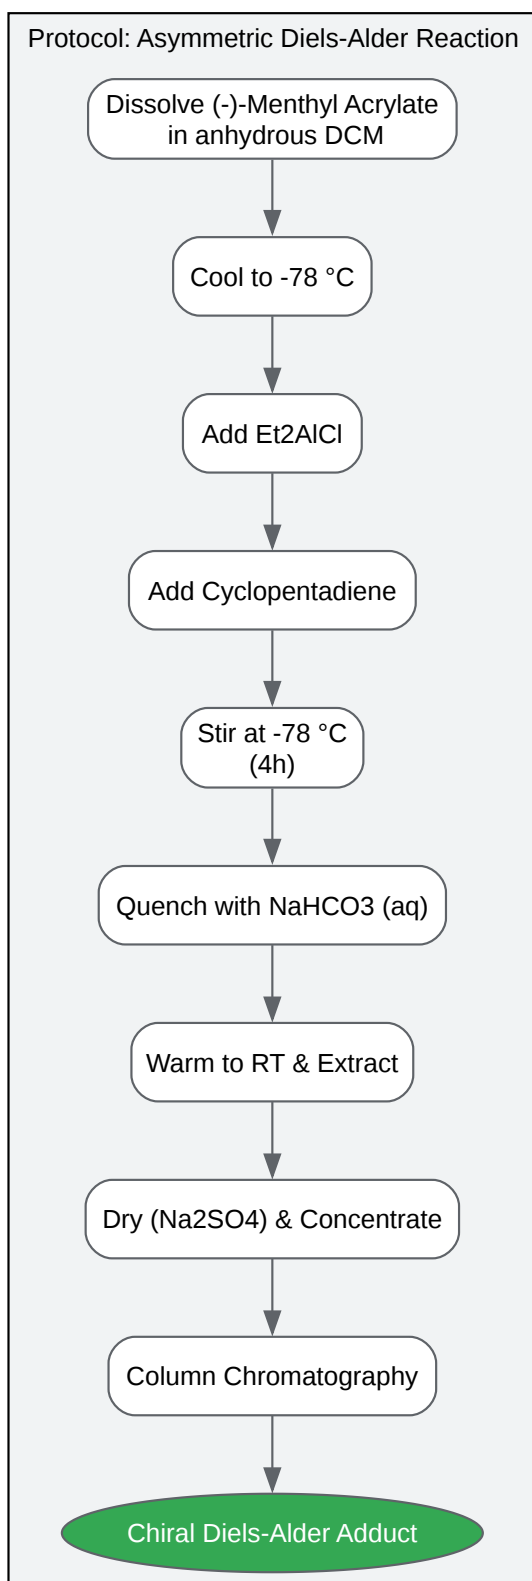 Protocol: Asymmetric Diels-Alder Reaction
Dissolve (-)-Menthyl Acrylate
in anhydrous DCM
Cool to -78 °C
Add Et2AlCl
Add Cyclopentadiene
Stir at -78 °C
(4h)
Quench with NaHCO3 (aq)
Warm to RT & Extract
Dry (Na2SO4) & Concentrate
Column Chromatography
Chiral Diels-Alder Adduct